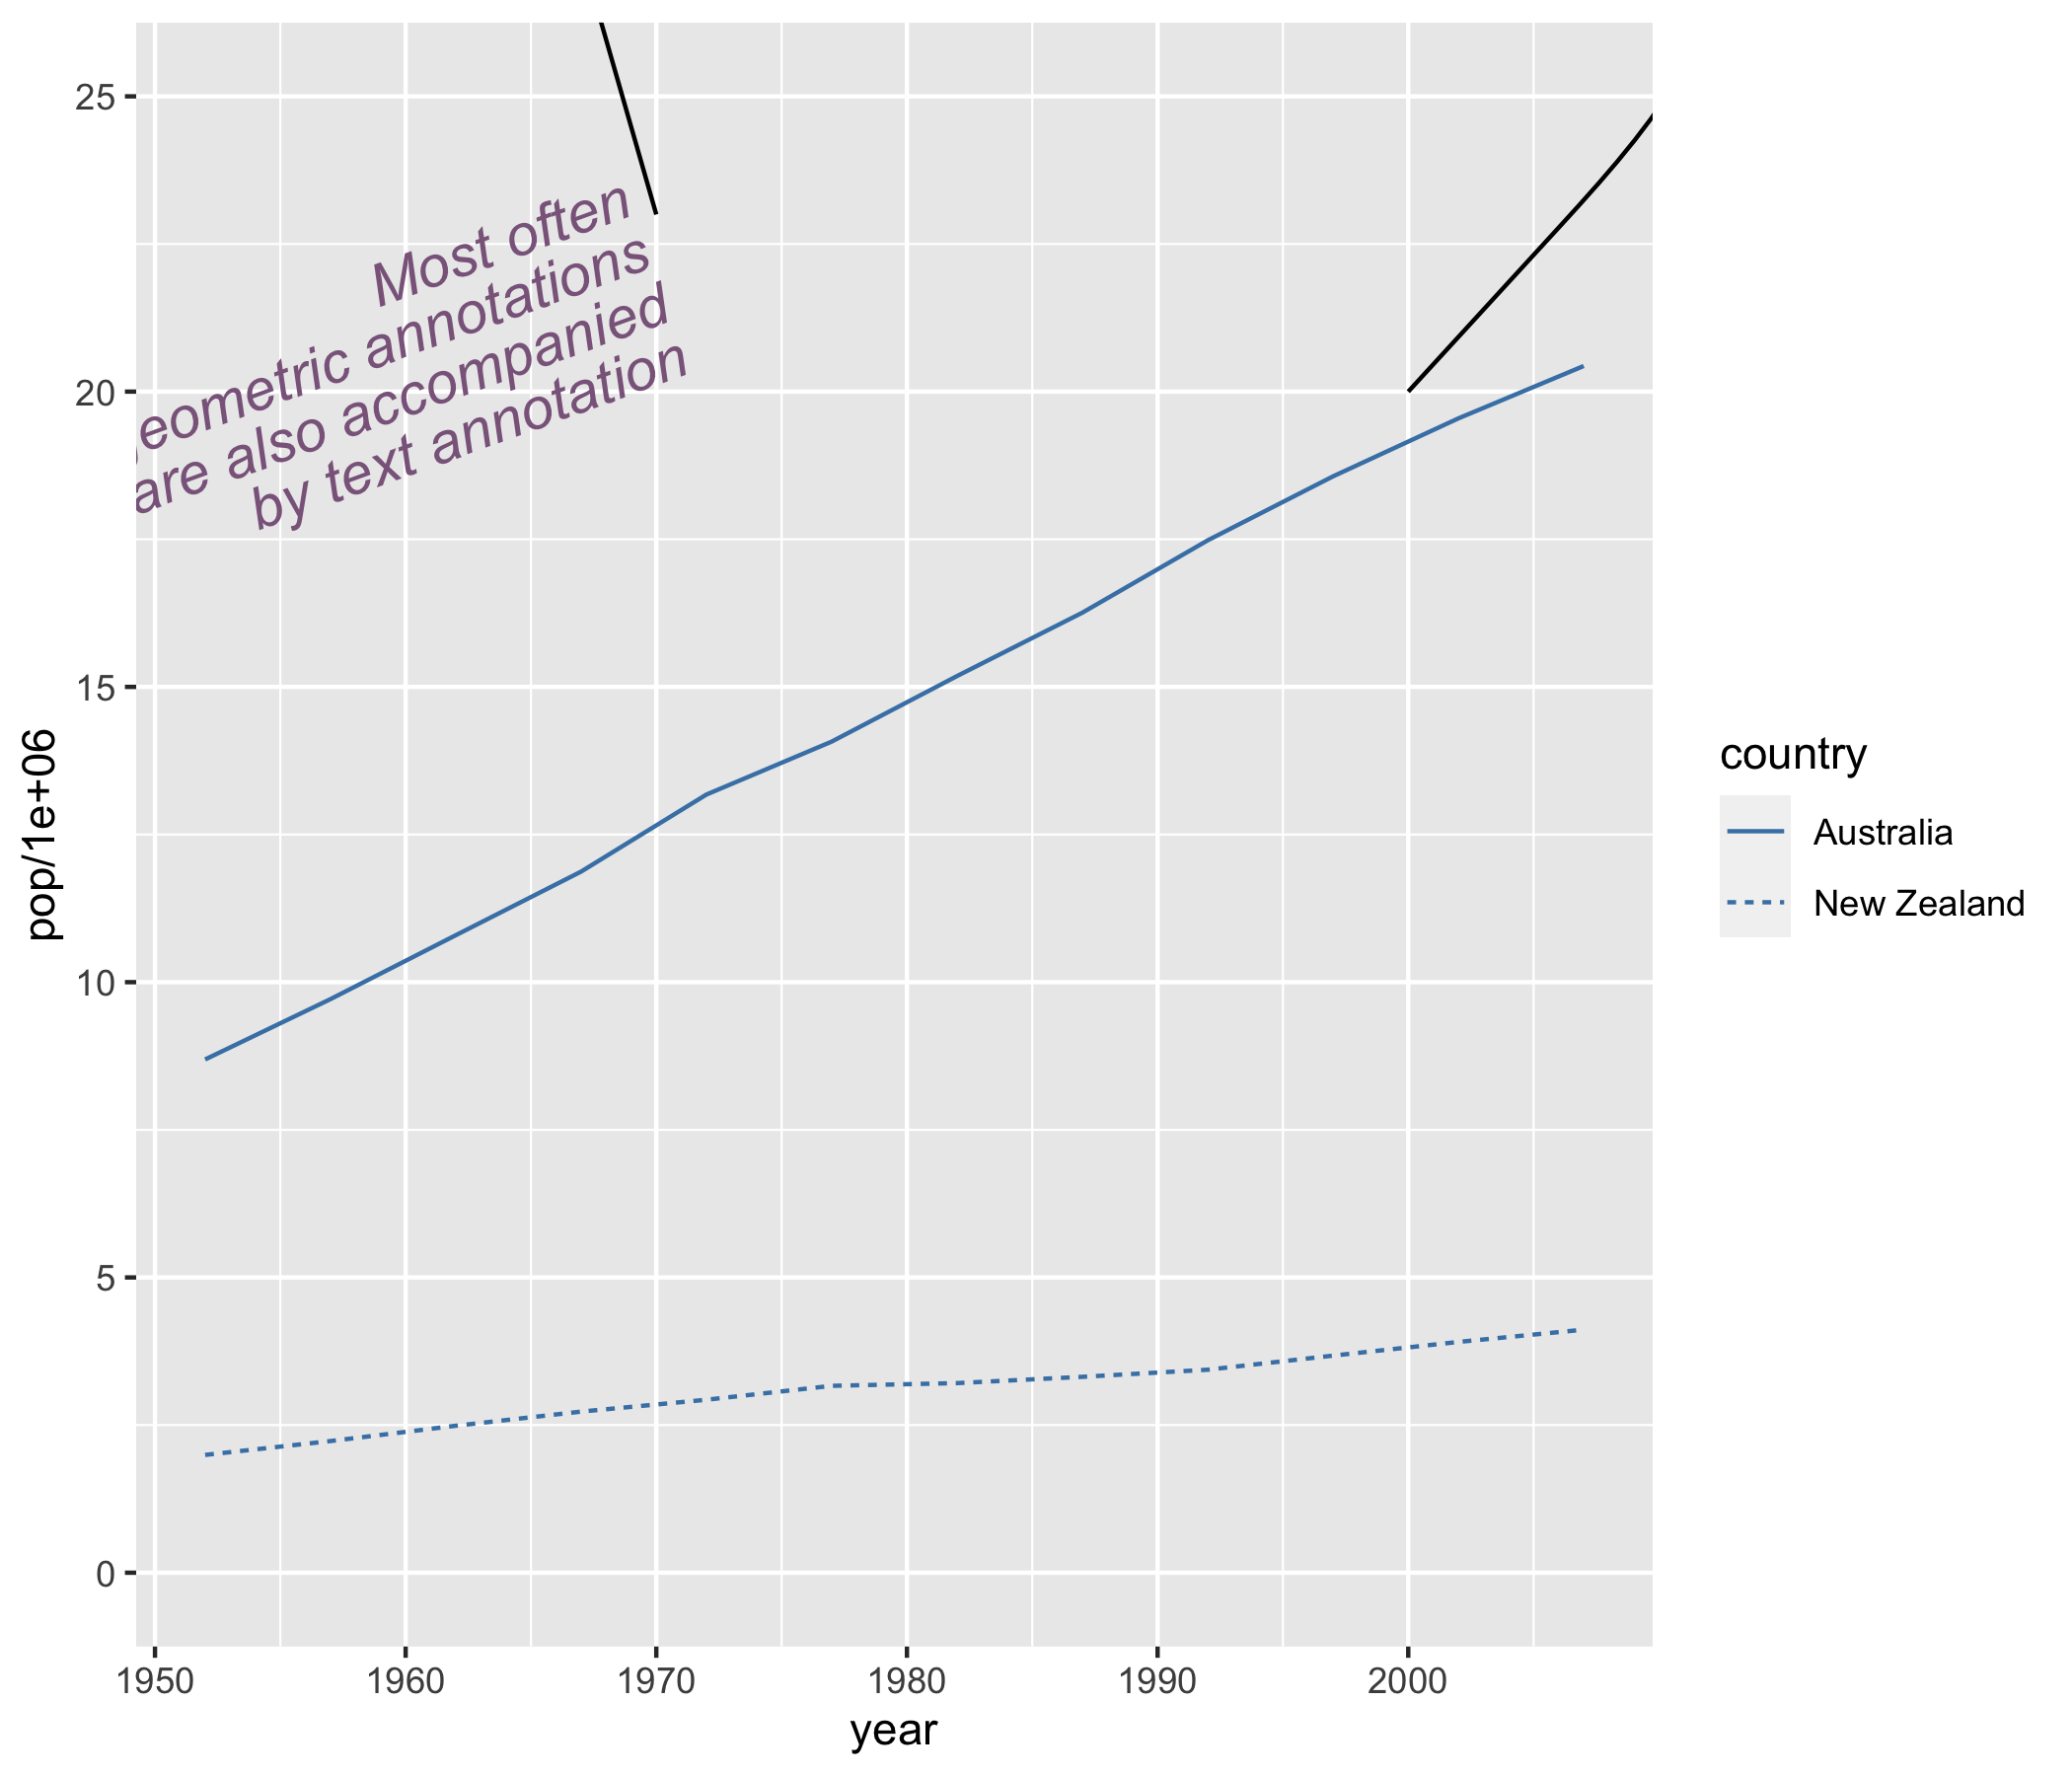 Most often
eometric annotations
are also accompanied
by text annotation
25
20
15
10
5
0
pop/1e+06
1950 1960 1970 1980 1990 2000
year
country
Australia
New Zealand